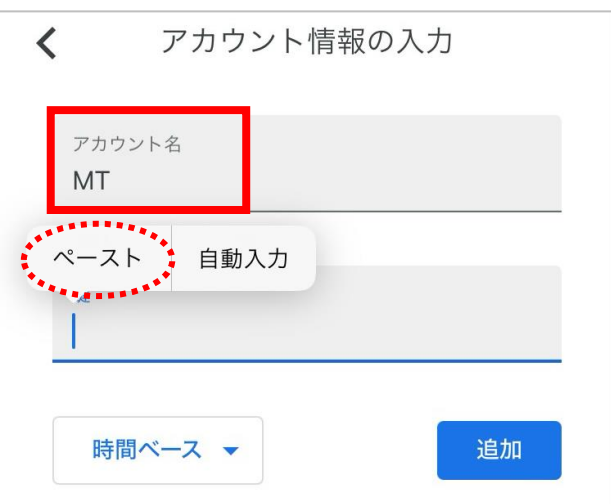 アカウント情報の入力
アカウント名
MT
ペースト 自動入力
時間ベース
追加